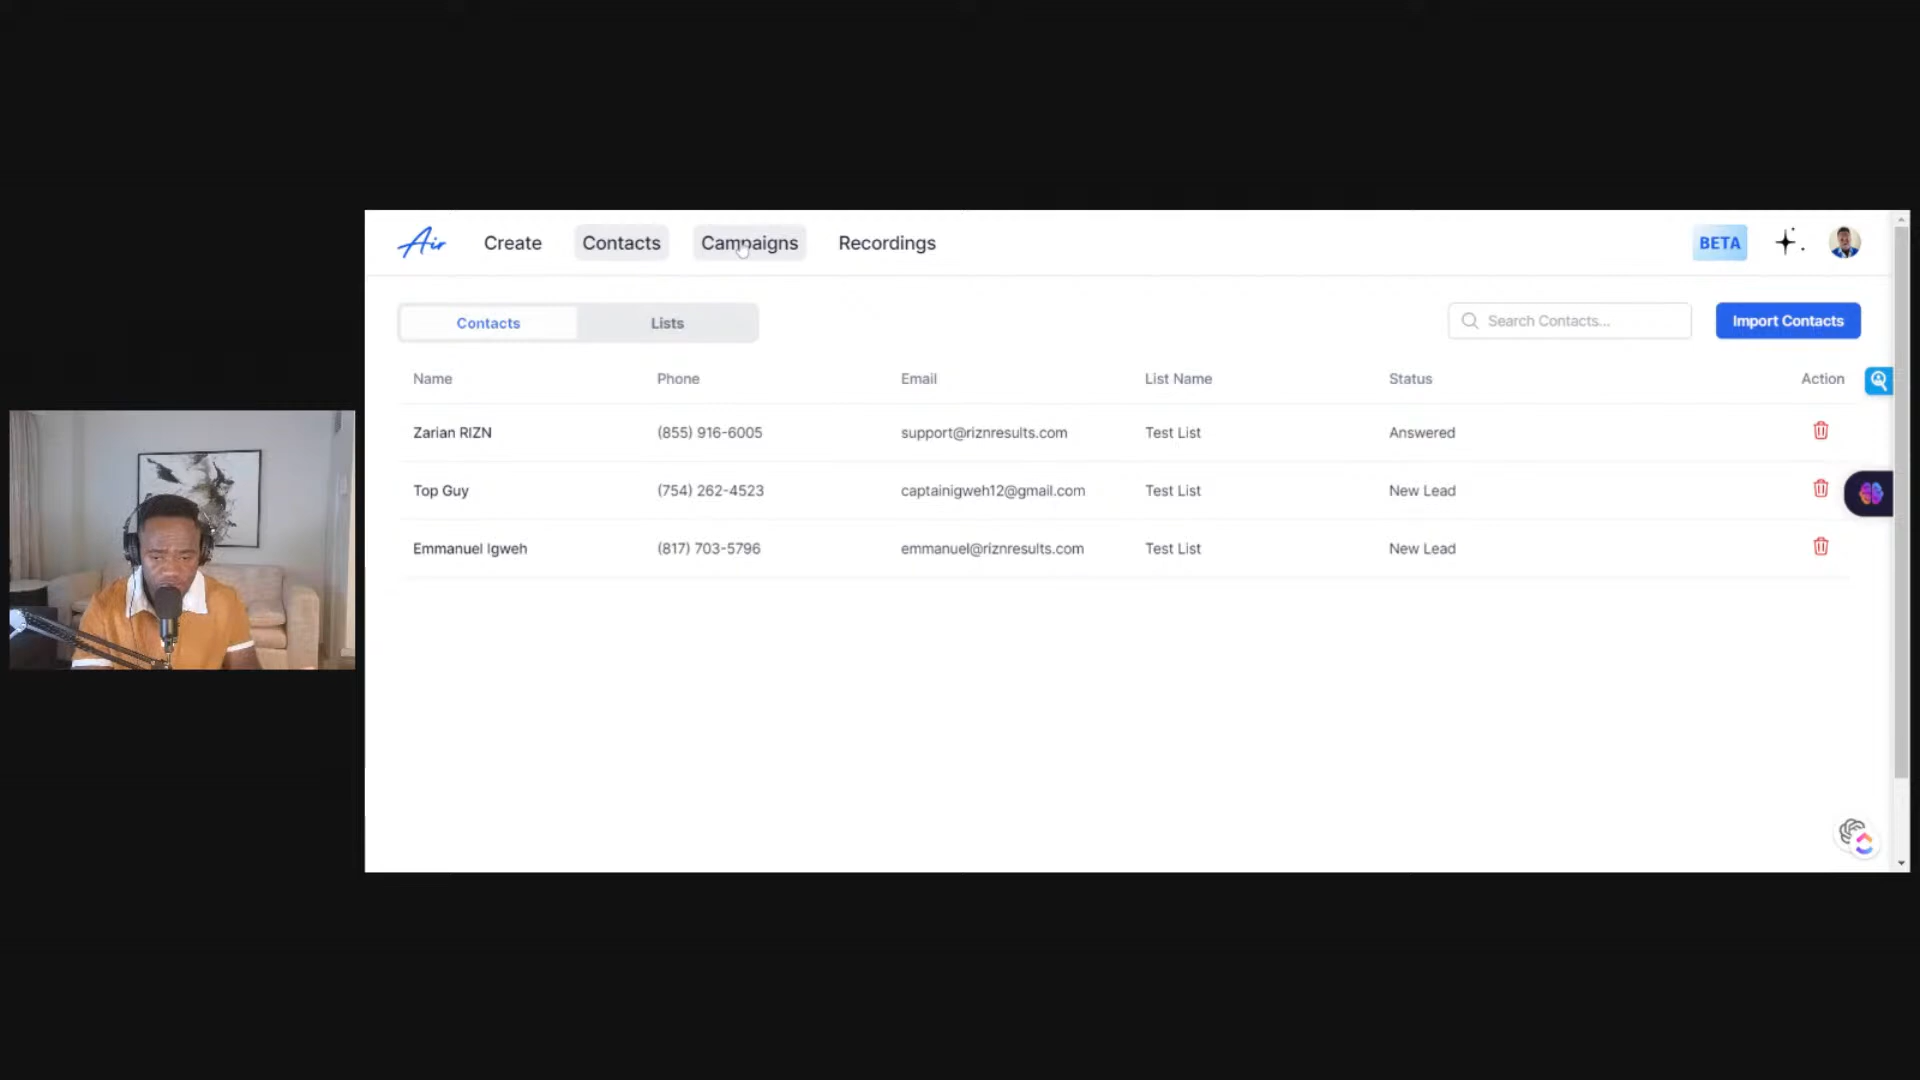 Air Create Contacts Campaigns Recordings BETA
Contacts Lists Search Contacts... Import Contacts
Name Phone Email List Name Status Action
Zarian RIZN (855) 916-6005 support@riznresults.com Test List Answered
Top Guy (754) 262-4523 captainigweh12@gmail.com Test List New Lead
Emmanuel Igweh (817) 703-5796 emmanuel@riznresults.com Test List New Lead